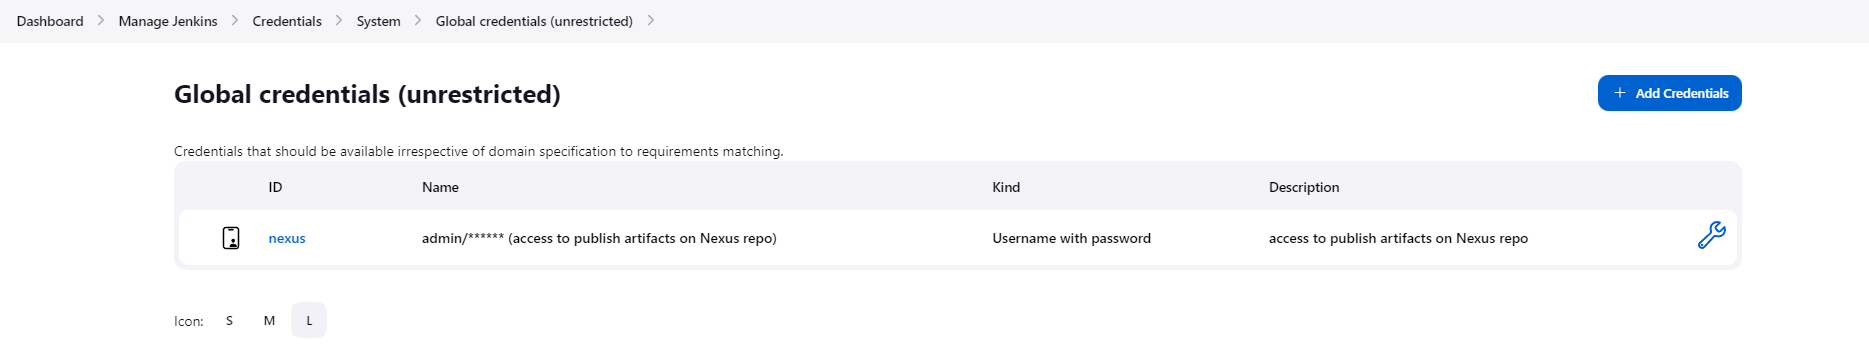 Dashboard > Manage Jenkins > Credentials > System > Global credentials (unrestricted) >
Global credentials (unrestricted)
+ Add Credentials
Credentials that should be available irrespective of domain specification to requirements matching.
ID Name Kind Description
nexus admin/****** (access to publish artifacts on Nexus repo) Username with password access to publish artifacts on Nexus repo
Icon: S M L